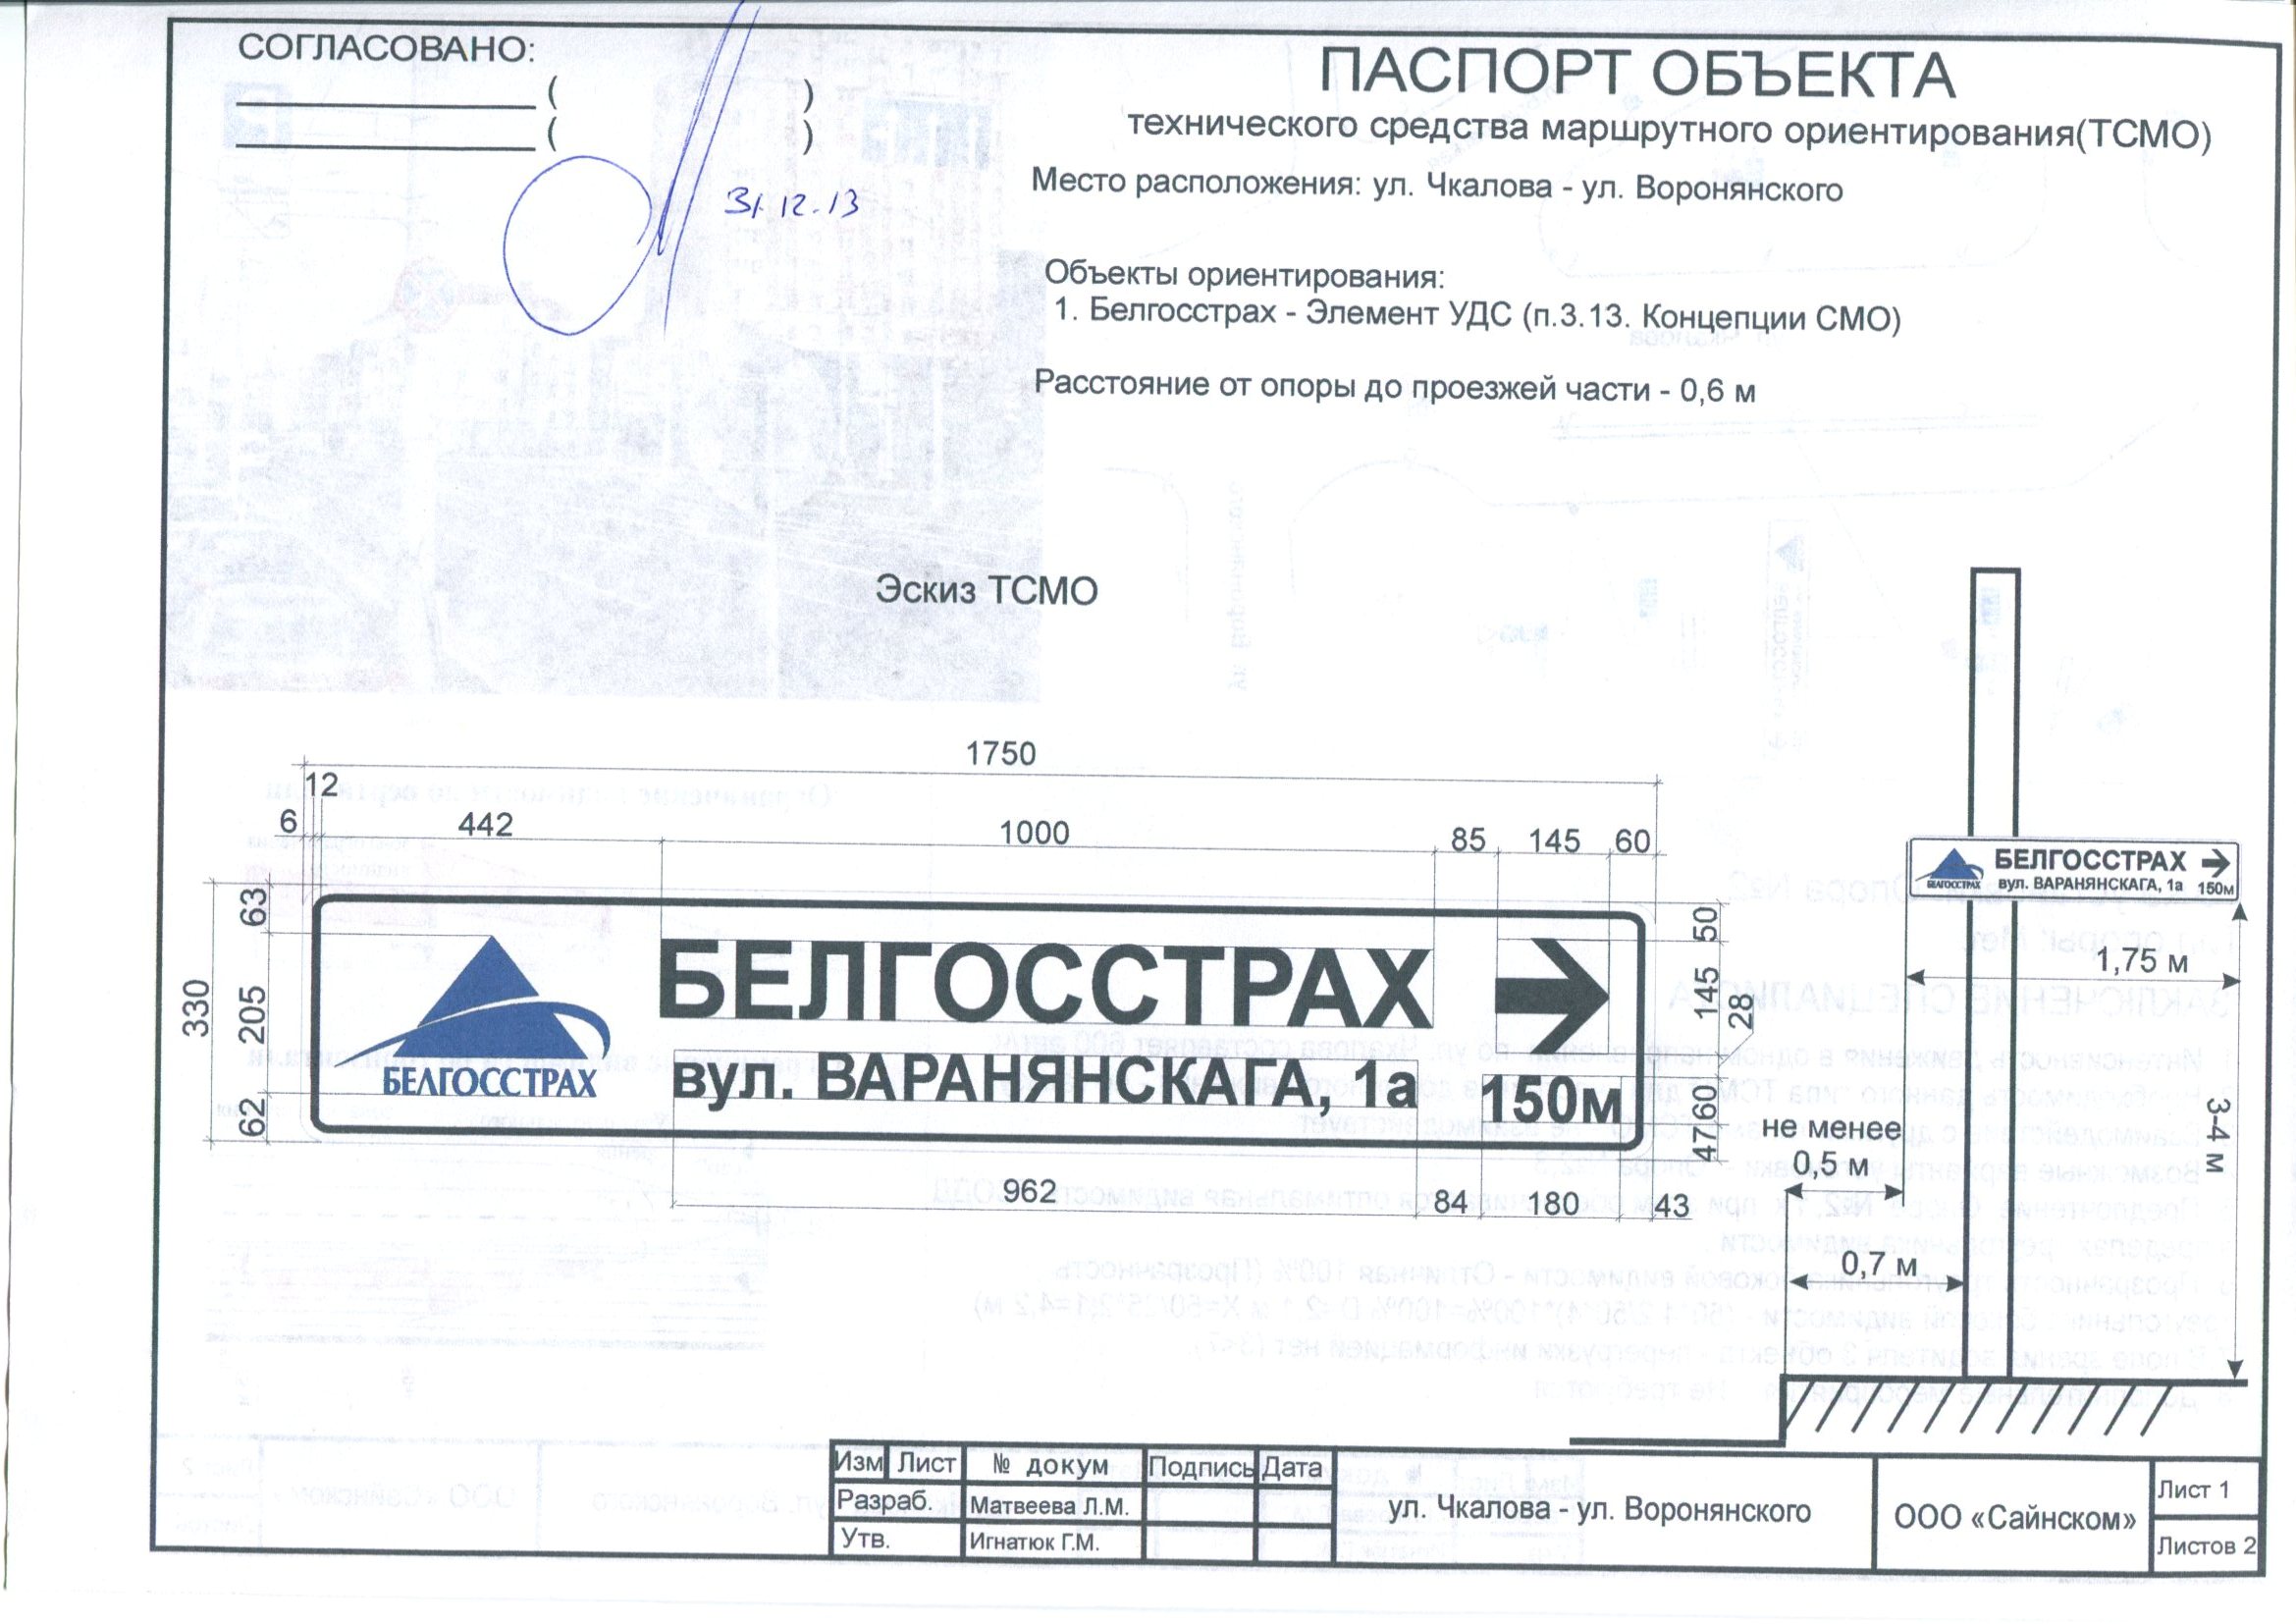 СОГЛАСОВАНО:
( )
( )
31.12.13
ПАСПОРТ ОБЪЕКТА
технического средства маршрутного ориентирования(ТСМО)
Место расположения: ул. Чкалова - ул. Воронянского
Объекты ориентирования:
1. Белгосстрах - Элемент УДС (п.3.13. Концепции СМО)
Расстояние от опоры до проезжей части - 0,6 м
Эскиз ТСМО
1750
12
6 442 1000 85 145 60
63
205
62
330
БЕЛГОССТРАХ
БЕЛГОССТРАХ
вул. ВАРАНЯНСКАГА, 1а
150м
50
145
28
60
47
962 84 180 43
БЕЛГОССТРАХ
БЕЛГОССТРАХ
вул. ВАРАНЯНСКАГА, 1а 150м
1,75 м
3-4 м
не менее
0,5 м
0,7 м
Изм Лист № докум Подпись Дата
Разраб. Матвеева Л.М.
Утв. Игнатюк Г.М.
ул. Чкалова - ул. Воронянского
ООО «Сайнском»
Лист 1
Листов 2